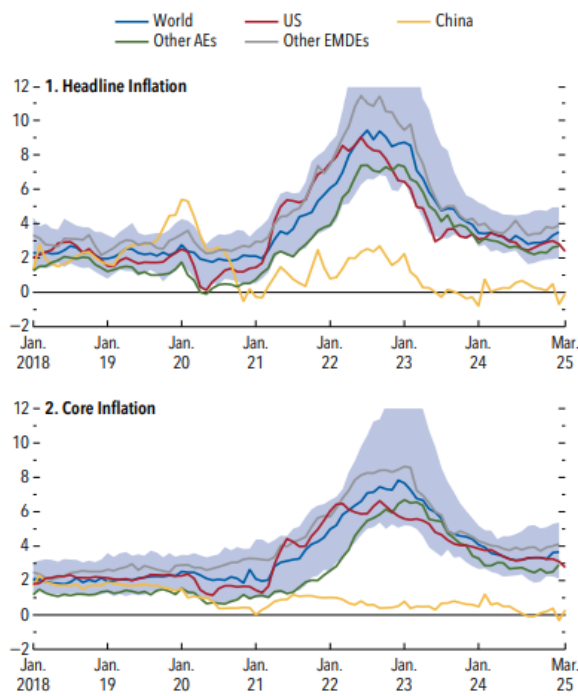 World US China
Other AEs Other EMDEs
1. Headline Inflation
12
10
8
6
4
2
0
−2
Jan. Jan. Jan. Jan. Jan. Jan. Jan. Mar.
2018 19 20 21 22 23 24 25
2. Core Inflation
12
10
8
6
4
2
0
−2
Jan. Jan. Jan. Jan. Jan. Jan. Jan. Mar.
2018 19 20 21 22 23 24 25